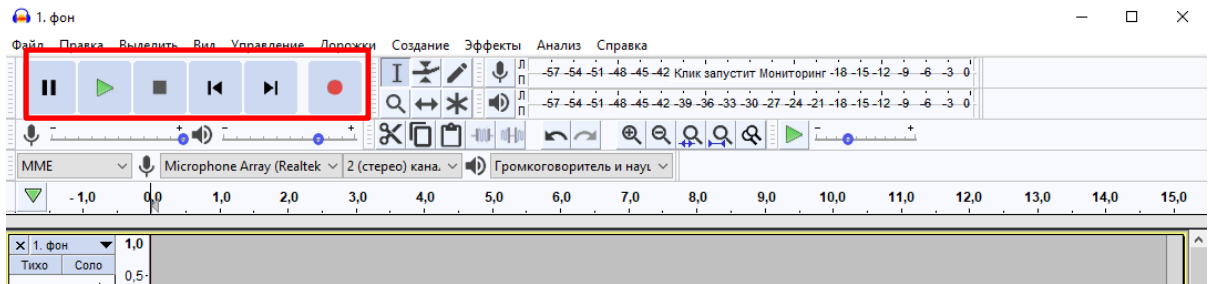 1. фон
Файл Правка Выделить Вид Управление Дорожки Создание Эффекты Анализ Справка
Л
П
-57 -54 -51 -48 -45 -42 Клик запустит Мониторинг -18 -15 -12 -9 -6 -3 0
Л
П
-57 -54 -51 -48 -45 -42 -39 -36 -33 -30 -27 -24 -21 -18 -15 -12 -9 -6 -3 0
MME Microphone Array (Realtek 2 (стерео) кана. Громкоговоритель и науц
- 1,0 0,0 1,0 2,0 3,0 4,0 5,0 6,0 7,0 8,0 9,0 10,0 11,0 12,0 13,0 14,0 15,0
1. фон 1,0
Тихо Соло
0,5